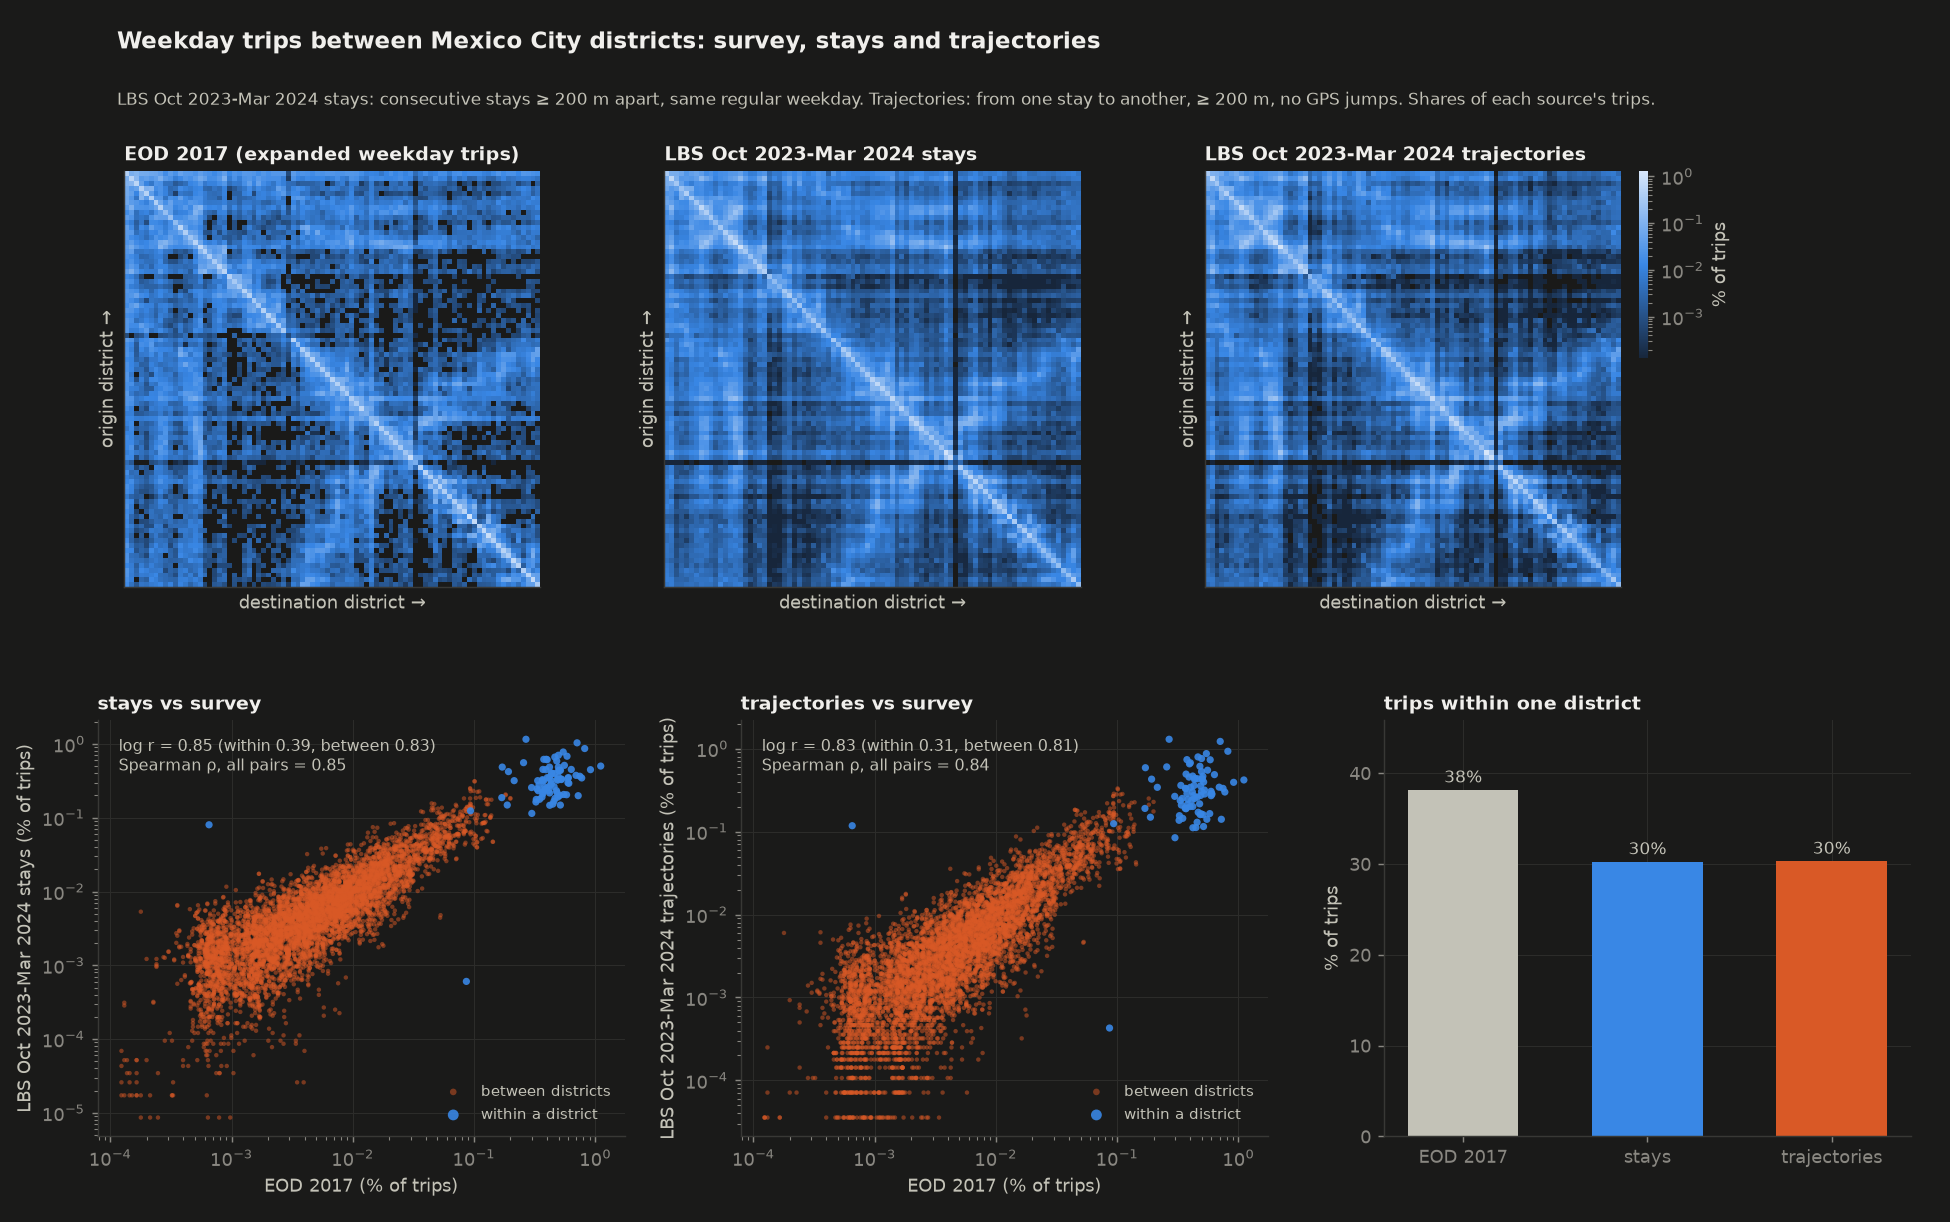 Weekday trips between Mexico City districts: survey, stays and trajectories
LBS Oct 2023-Mar 2024 stays: consecutive stays ≥ 200 m apart, same regular weekday. Trajectories: from one stay to another, ≥ 200 m, no GPS jumps. Shares of each source's trips.
EOD 2017 (expanded weekday trips)
origin district →
destination district →
LBS Oct 2023-Mar 2024 stays
origin district →
destination district →
LBS Oct 2023-Mar 2024 trajectories
origin district →
destination district →
10⁰
10⁻¹
10⁻²
10⁻³
% of trips
stays vs survey
log r = 0.85 (within 0.39, between 0.83)
Spearman ρ, all pairs = 0.85
LBS Oct 2023-Mar 2024 stays (% of trips)
10⁰
10⁻¹
10⁻²
10⁻³
10⁻⁴
10⁻⁵
between districts
within a district
10⁻⁴ 10⁻³ 10⁻² 10⁻¹ 10⁰
EOD 2017 (% of trips)
trajectories vs survey
log r = 0.83 (within 0.31, between 0.81)
Spearman ρ, all pairs = 0.84
LBS Oct 2023-Mar 2024 trajectories (% of trips)
10⁰
10⁻¹
10⁻²
10⁻³
10⁻⁴
between districts
within a district
10⁻⁴ 10⁻³ 10⁻² 10⁻¹ 10⁰
EOD 2017 (% of trips)
trips within one district
% of trips
40
30
20
10
0
38%
30%
30%
EOD 2017 stays trajectories